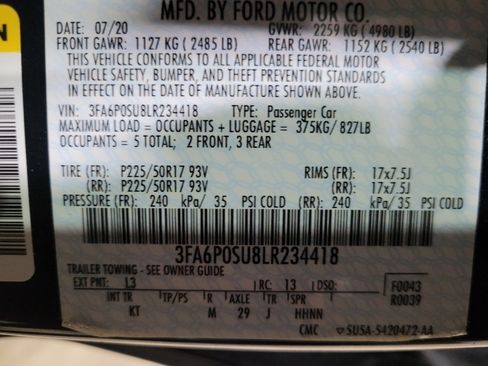 N
MFD. BY FORD MOTOR CO.
DATE: 07/20 GVWR: 2259 KG (4980 LB)
FRONT GAWR: 1127 KG (2485 LB) REAR GAWR: 1152 KG (2540 LB)
THIS VEHICLE CONFORMS TO ALL APPLICABLE FEDERAL MOTOR
VEHICLE SAFETY, BUMPER, AND THEFT PREVENTION STANDARDS
IN EFFECT ON THE DATE OF MANUFACTURE SHOWN ABOVE.
VIN: 3FA6P0SU8LR234418 TYPE: Passenger Car
MAXIMUM LOAD = OCCUPANTS + LUGGAGE = 375KG/ 827LB
OCCUPANTS = 5 TOTAL; 2 FRONT, 3 REAR
TIRE (FR): P225/50R17 93V RIMS (FR): 17x7.5J
(RR): P225/50R17 93V (RR): 17x7.5J
PRESSURE (FR): 240 kPa/ 35 PSI COLD (RR): 240 kPa/ 35 PSI COLD
3FA6P0SU8LR234418
TRAILER TOWING - SEE OWNER GUIDE
EXT PNT: L3 RC: 13 DSO: F0043
INT TR TP/PS R AXLE TR SPR R0039
KT M 29 J HHNN
CMC ▽SU5A-5420472-AA